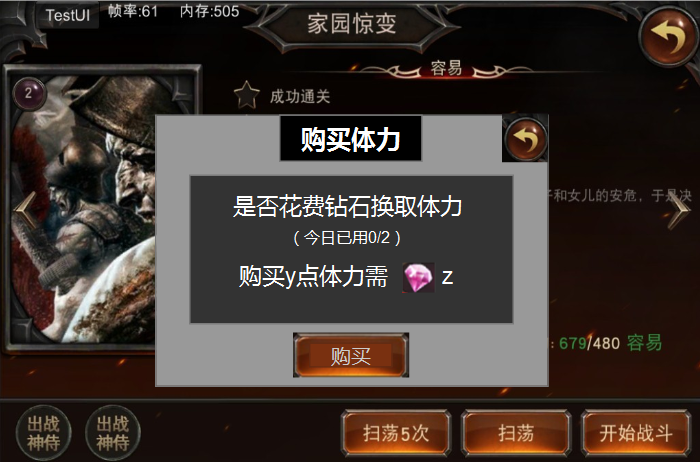 TestUI 帧率:61 内存:505
家园惊变
容易
2
成功通关
购买体力
子和女儿的安危，于是决
是否花费钻石换取体力
（今日已用0/2）
购买y点体力需 z
: 679/480 容易
购买
出战神侍 出战神侍
扫荡5次 扫荡 开始战斗